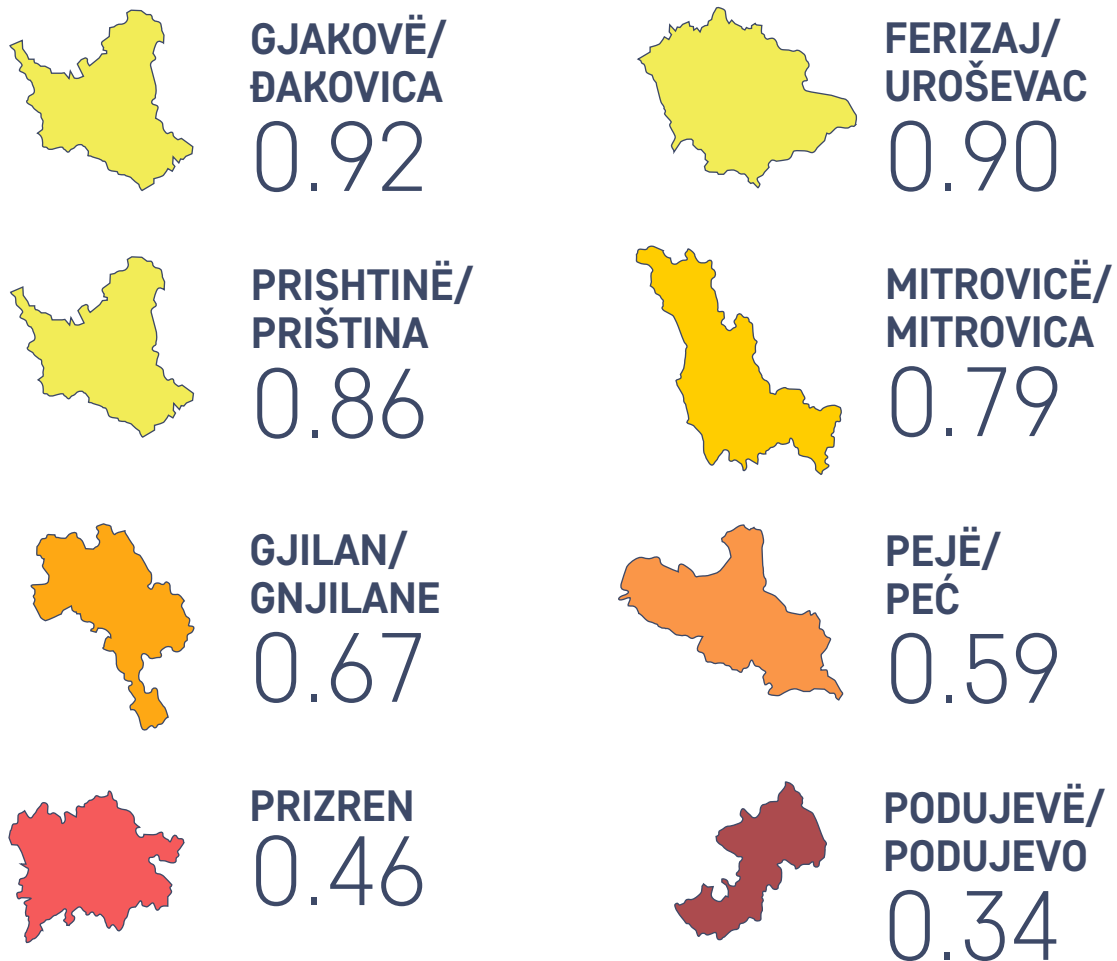 GJAKOVË/
ĐAKOVICA
0.92
FERIZAJ/
UROŠEVAC
0.90
PRISHTINË/
PRIŠTINA
0.86
MITROVICË/
MITROVICA
0.79
GJILAN/
GNJILANE
0.67
PEJË/
PEĆ
0.59
PRIZREN
0.46
PODUJEVË/
PODUJEVO
0.34